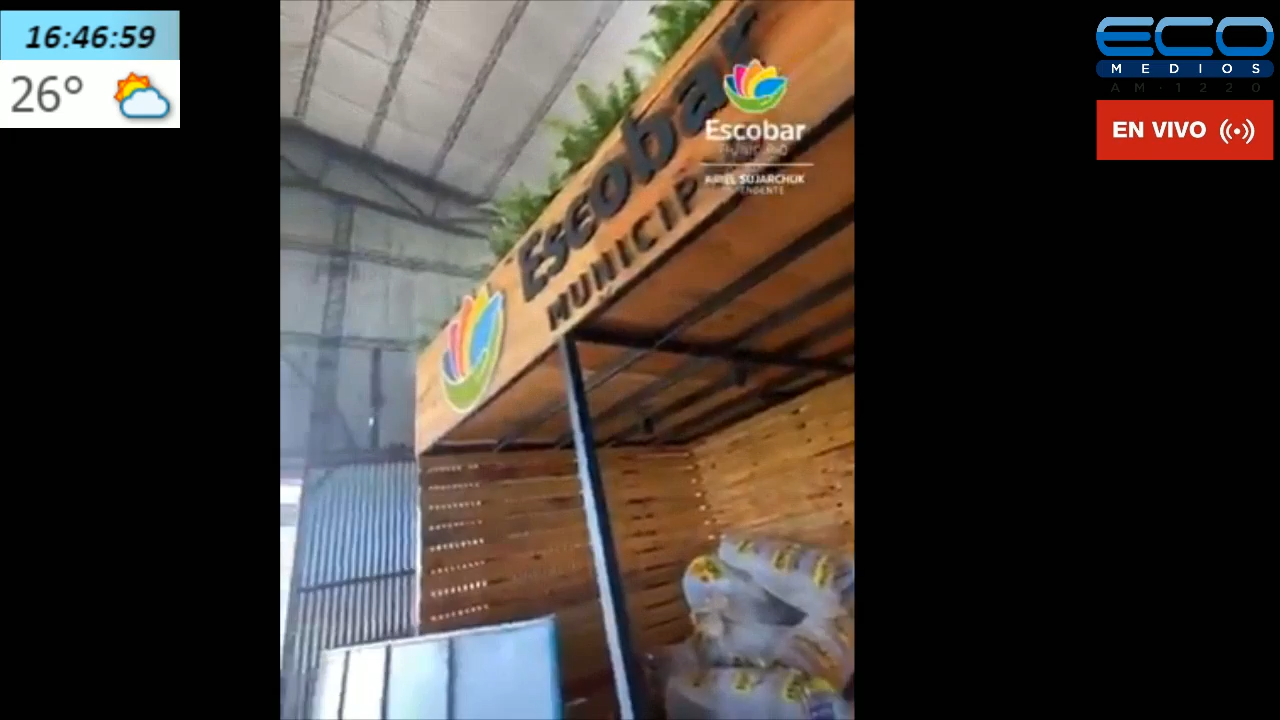 16:46:59
26°
ECO
MEDIOS
AM·1220
EN VIVO
Escobar
MUNICIP
Escobar
ARIEL SUJARCHUK